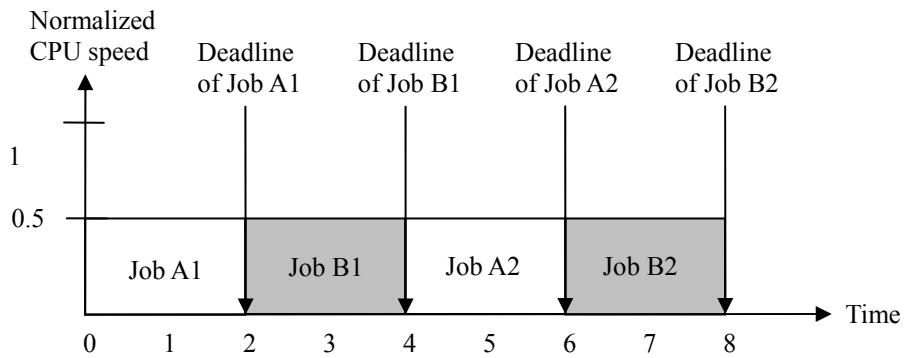 Normalized
CPU speed
Deadline
of Job A1
Deadline
of Job B1
Deadline
of Job A2
Deadline
of Job B2
1
0.5
Job A1
Job B1
Job A2
Job B2
Time
0 1 2 3 4 5 6 7 8